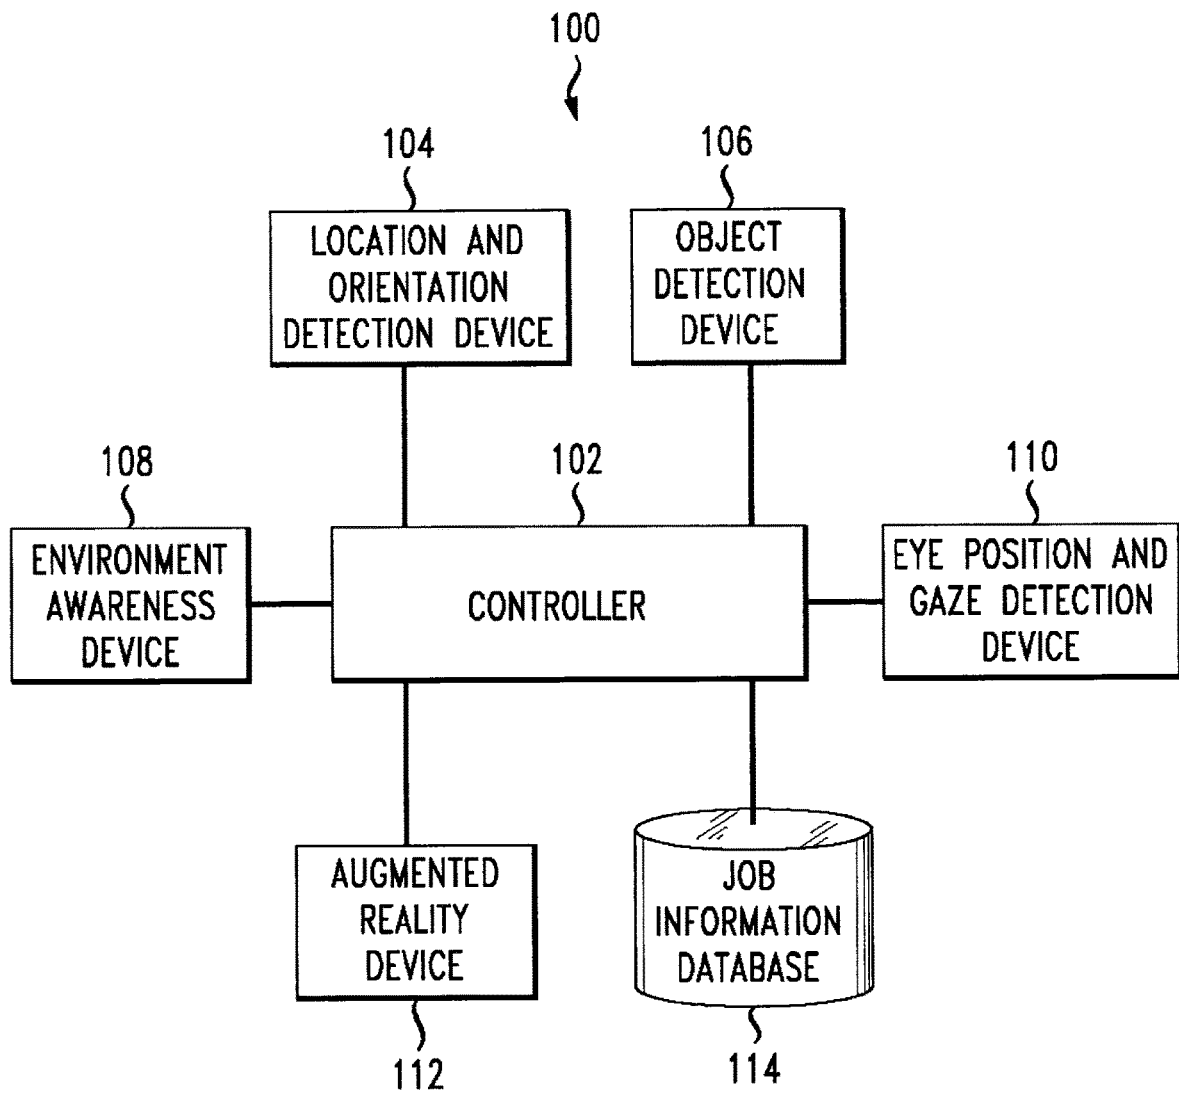 100
104
106
LOCATION AND
ORIENTATION
DETECTION DEVICE
OBJECT
DETECTION
DEVICE
108
102
110
ENVIRONMENT
AWARENESS
DEVICE
CONTROLLER
EYE POSITION AND
GAZE DETECTION
DEVICE
AUGMENTED
REALITY
DEVICE
JOB
INFORMATION
DATABASE
112
114